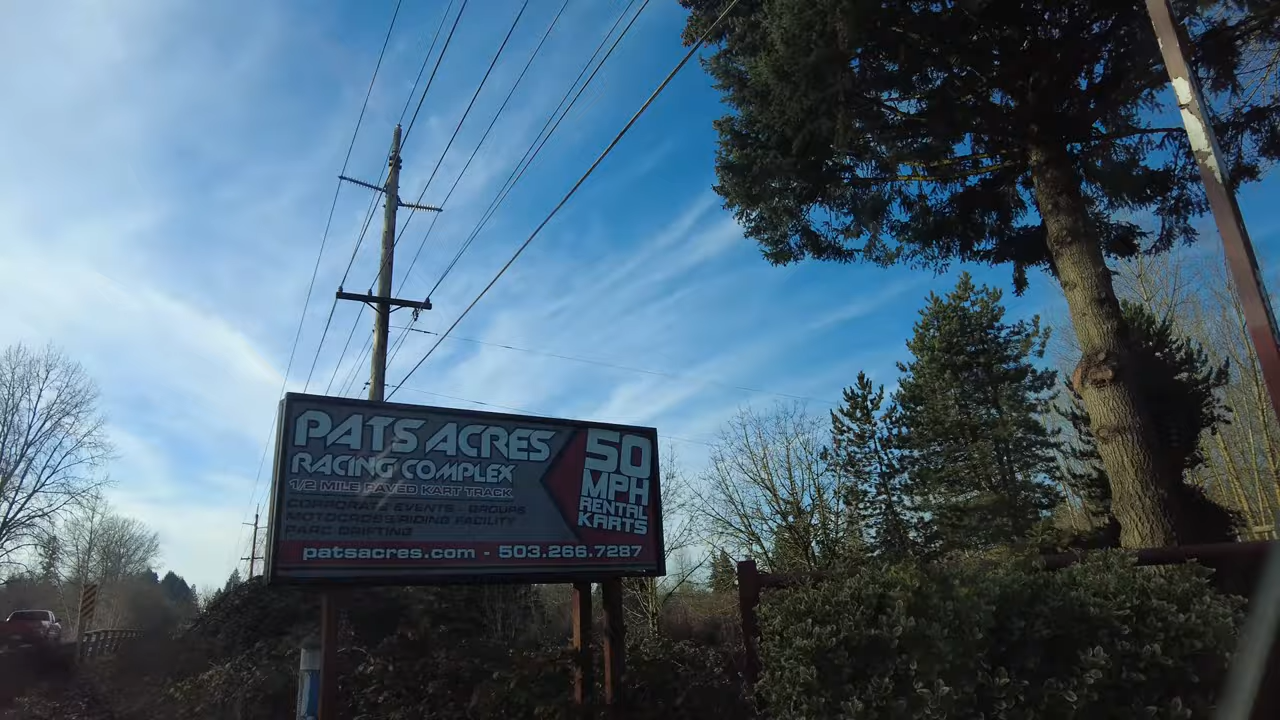 PATS ACRES
RACING COMPLEX
1/2 MILE PAVED KART TRACK
CORPORATE EVENTS - GROUPS
MOTOCROSS RIDING FACILITY
PARC DRIFTING
50
MPH
RENTAL
KARTS
patsacres.com - 503.266.7287